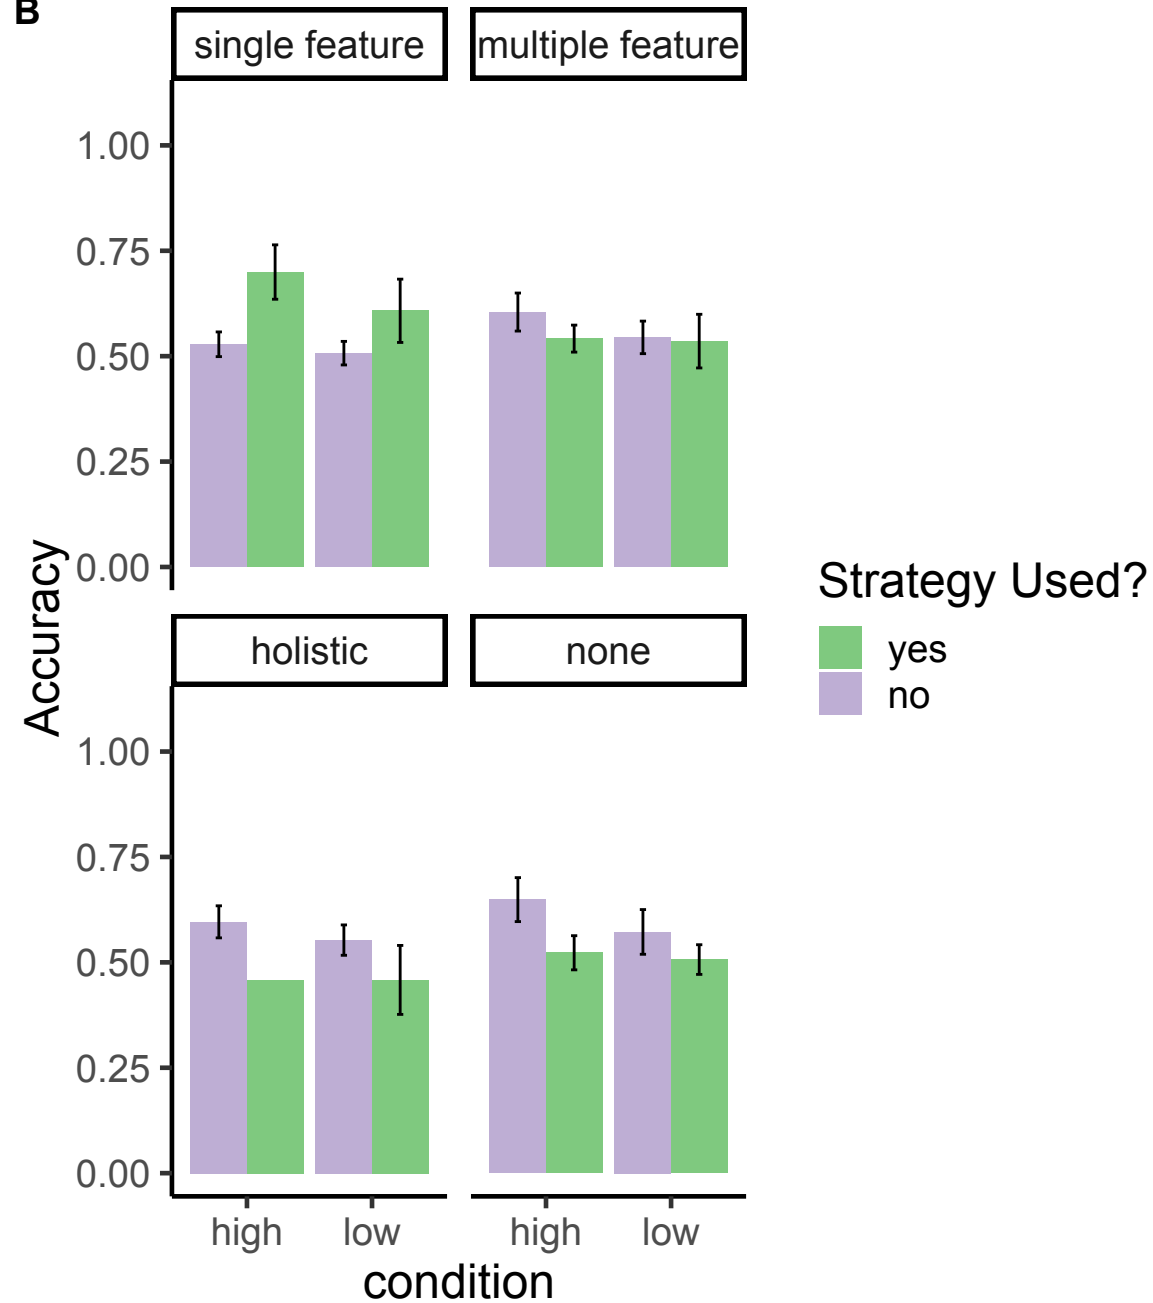 B
single feature
multiple feature
1.00
0.75
0.50
0.25
0.00
Accuracy
holistic
none
1.00
0.75
0.50
0.25
0.00
high
low
high
low
condition
Strategy Used?
yes
no